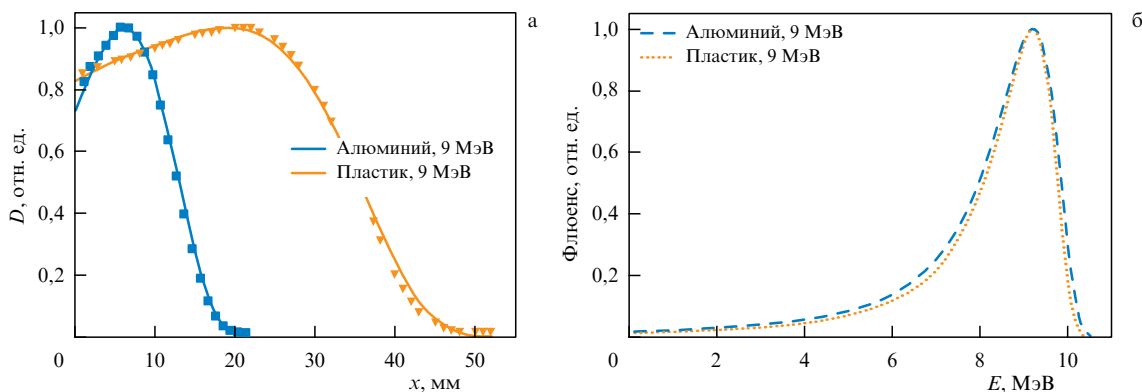 а
D, отн. ед.
1,0
0,8
0,6
0,4
0,2
0
0 10 20 30 40 50
x, мм
Алюминий, 9 МэВ
Пластик, 9 МэВ
б
Флюенс, отн. ед.
1,0
0,8
0,6
0,4
0,2
0
2 4 6 8 10
E, МэВ
Алюминий, 9 МэВ
Пластик, 9 МэВ